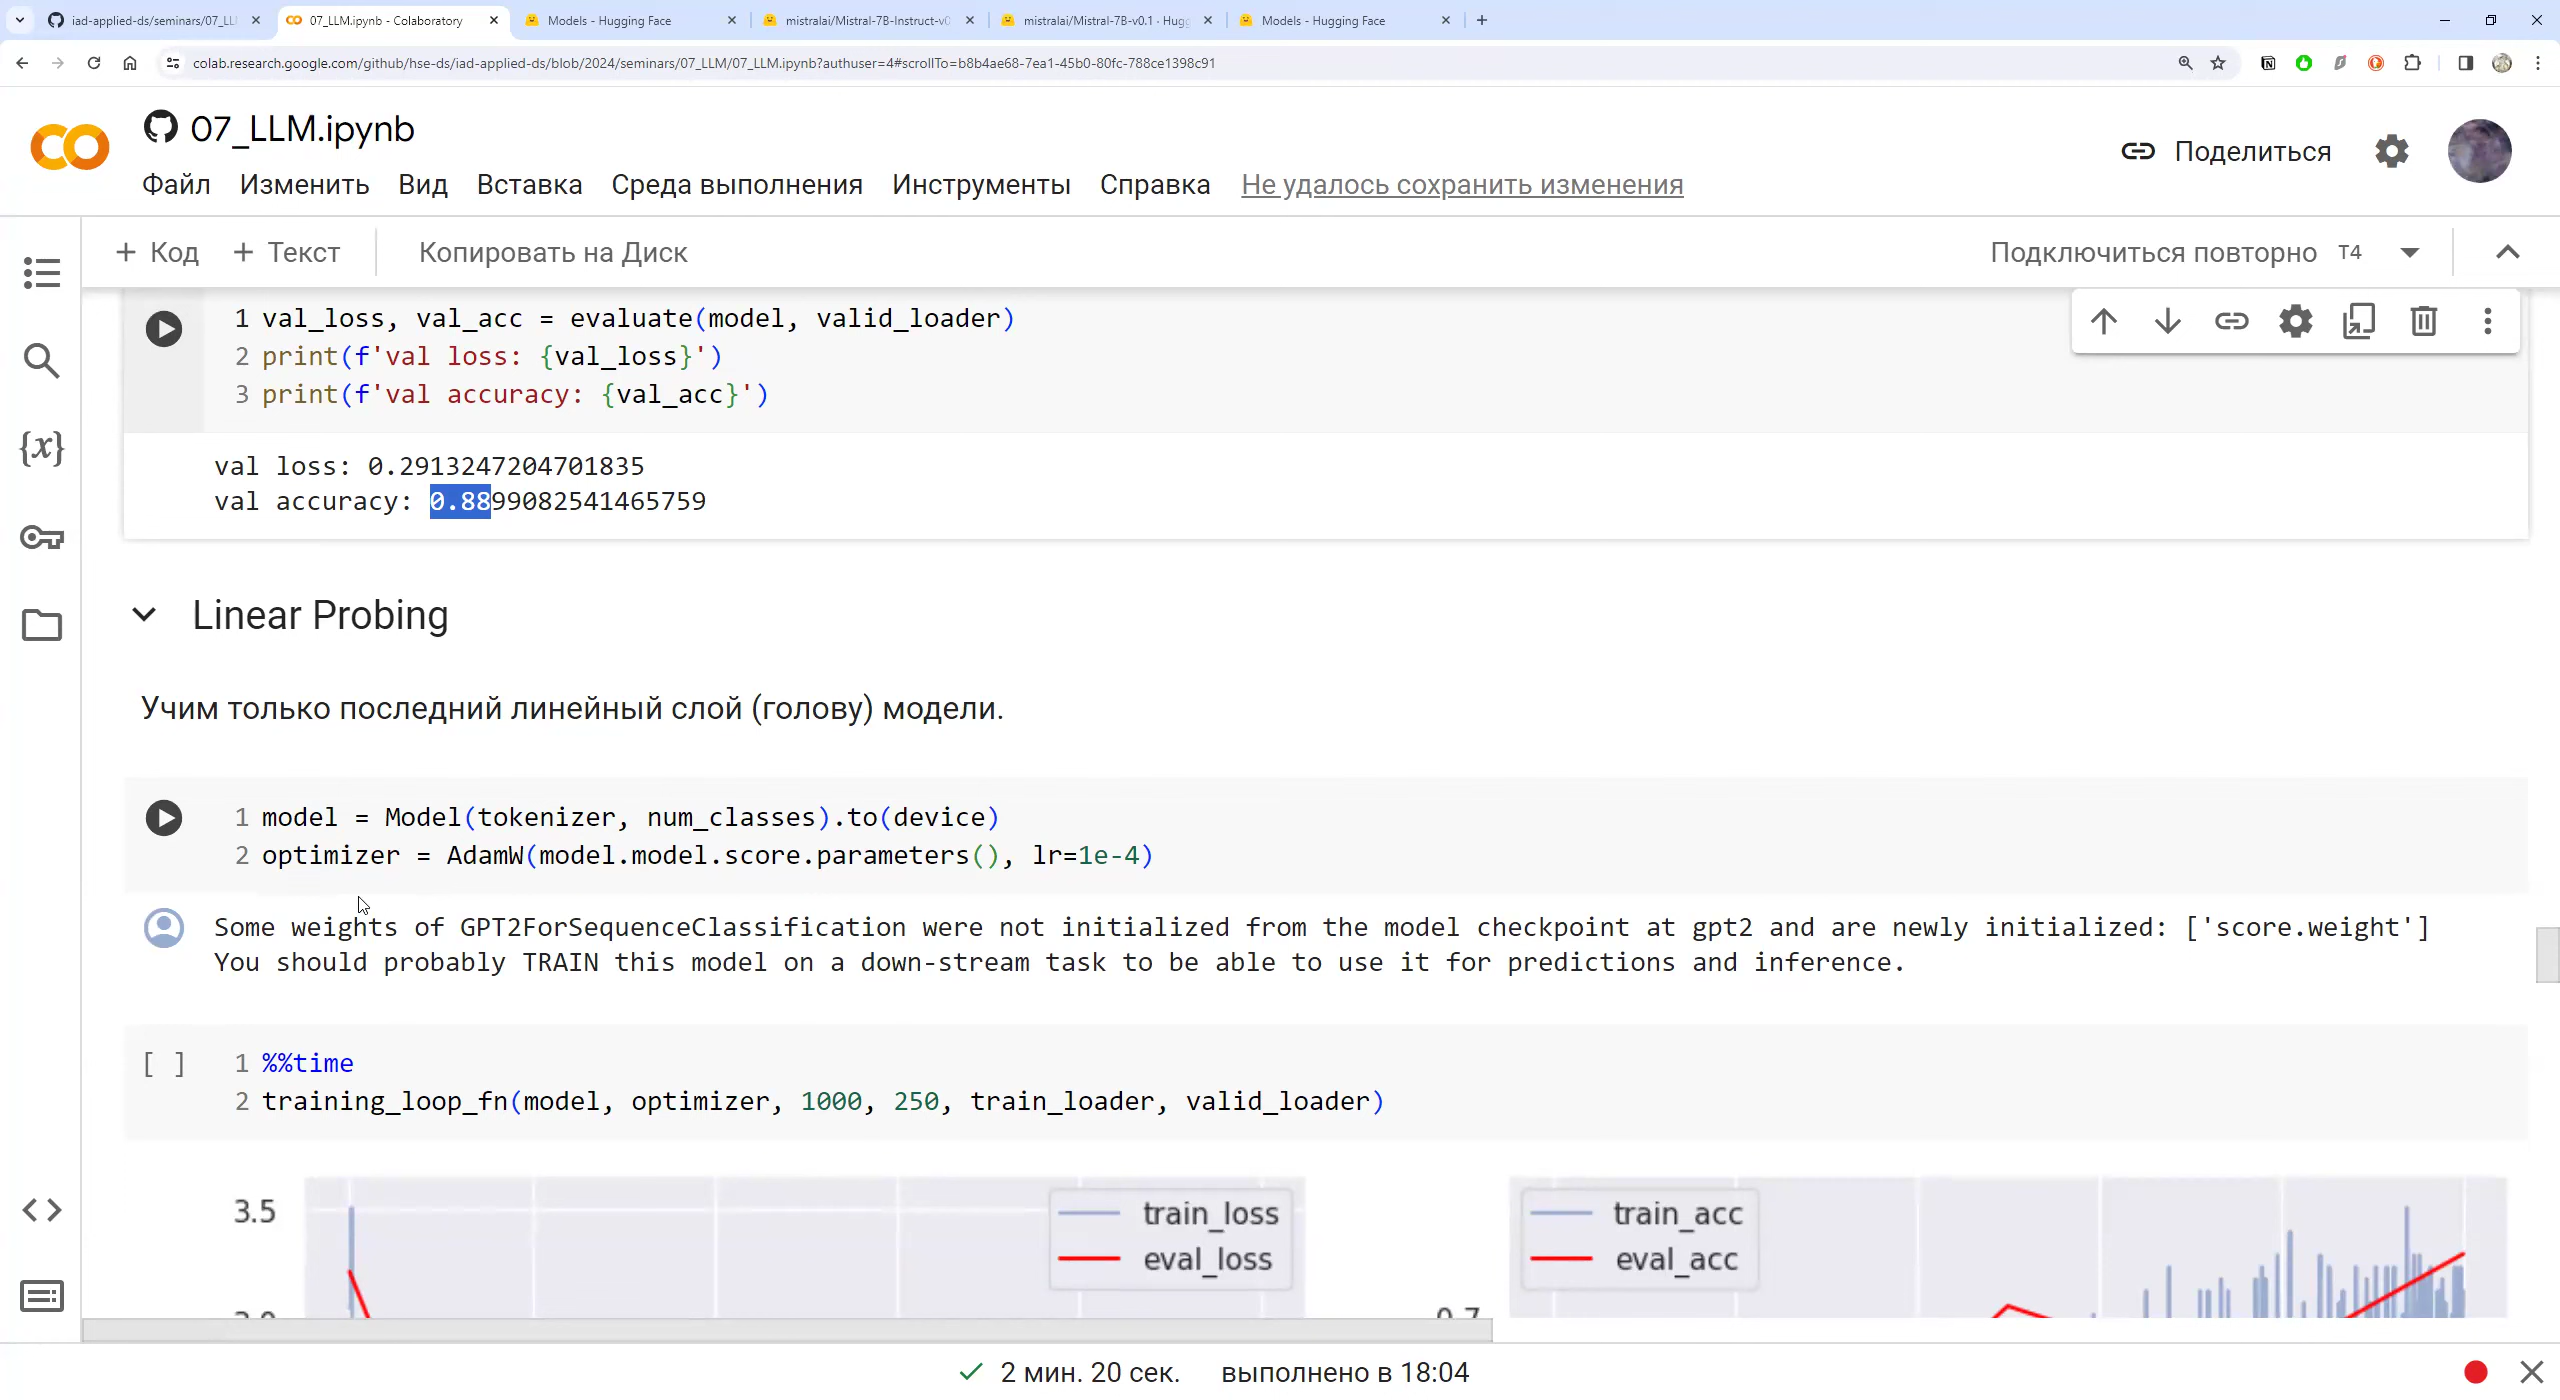 iad-applied-ds/seminars/07_LL
07_LLM.ipynb - Colaboratory
Models - Hugging Face
mistralai/Mistral-7B-Instruct-v0
mistralai/Mistral-7B-v0.1 · Hugg
Models - Hugging Face
colab.research.google.com/github/hse-ds/iad-applied-ds/blob/2024/seminars/07_LLM/07_LLM.ipynb?authuser=4#scrollTo=b8b4ae68-7ea1-45b0-80fc-788ce1398c91
07_LLM.ipynb
Поделиться
Файл Изменить Вид Вставка Среда выполнения Инструменты Справка Не удалось сохранить изменения
+ Код + Текст Копировать на Диск Подключиться повторно T4
1 val_loss, val_acc = evaluate(model, valid_loader)
2 print(f'val loss: {val_loss}')
3 print(f'val accuracy: {val_acc}')
val loss: 0.2913247204701835
val accuracy: 0.8899082541465759
Linear Probing
Учим только последний линейный слой (голову) модели.
1 model = Model(tokenizer, num_classes).to(device)
2 optimizer = AdamW(model.model.score.parameters(), lr=1e-4)
Some weights of GPT2ForSequenceClassification were not initialized from the model checkpoint at gpt2 and are newly initialized: ['score.weight']
You should probably TRAIN this model on a down-stream task to be able to use it for predictions and inference.
[ ] 1 %%time
2 training_loop_fn(model, optimizer, 1000, 250, train_loader, valid_loader)
3.5
train_loss
eval_loss
train_acc
eval_acc
2 мин. 20 сек. выполнено в 18:04